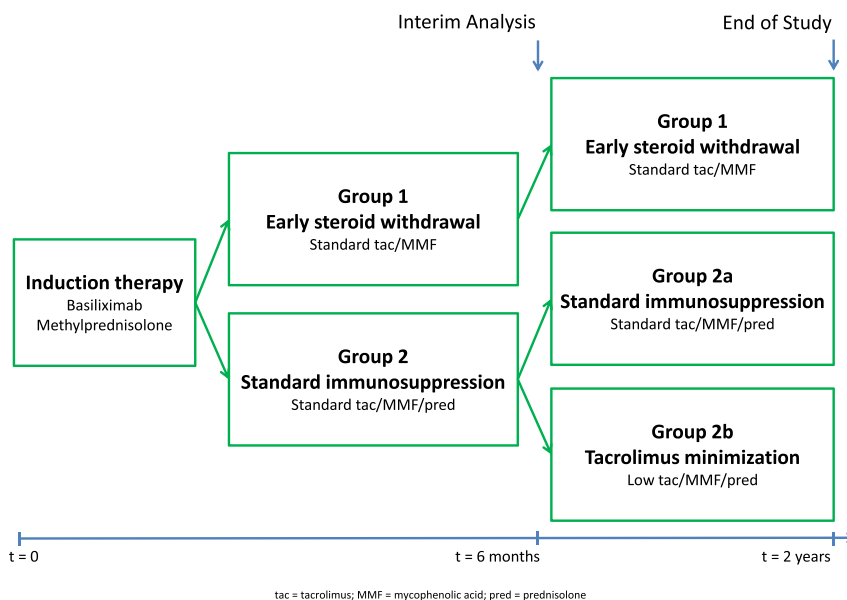 Interim Analysis
End of Study
Group 1
Early steroid withdrawal
Standard tac/MMF
Group 1
Early steroid withdrawal
Standard tac/MMF
Induction therapy
Basiliximab
Methylprednisolone
Group 2a
Standard immunosuppression
Standard tac/MMF/pred
Group 2
Standard immunosuppression
Standard tac/MMF/pred
Group 2b
Tacrolimus minimization
Low tac/MMF/pred
t = 0
t = 6 months
t = 2 years
tac = tacrolimus; MMF = mycophenolic acid; pred = prednisolone